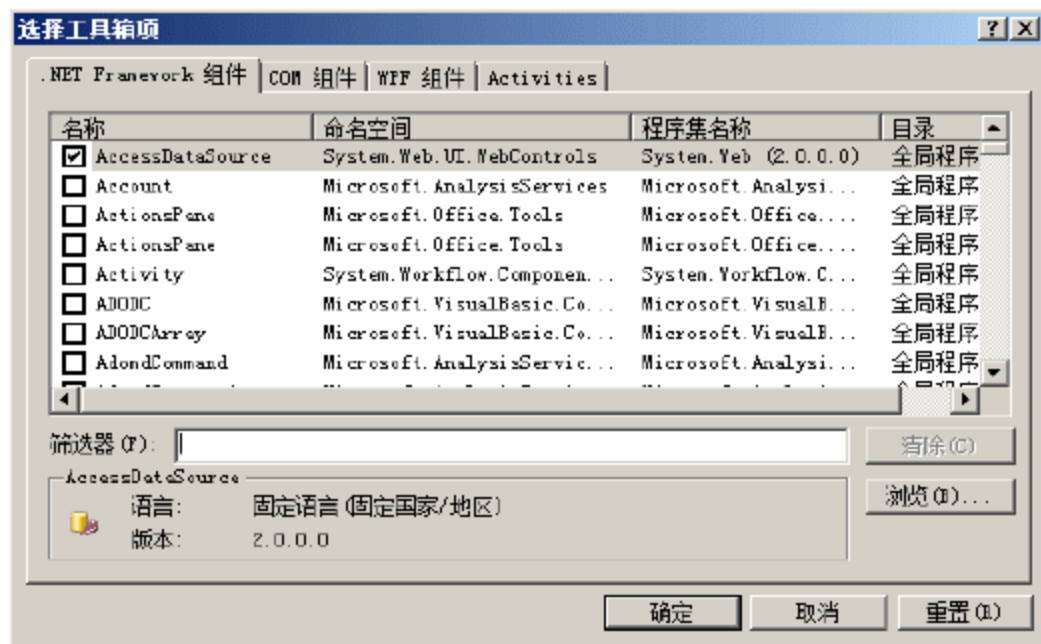 选择工具箱项
.NET Framework 组件 COM 组件 WPF 组件 Activities
名称 命名空间 程序集名称 目录
AccessDataSource System.Web.UI.WebControls System.Web (2.0.0.0) 全局程序
Account Microsoft.AnalysisServices Microsoft.Analysi... 全局程序
ActionsPane Microsoft.Office.Tools Microsoft.Office.... 全局程序
ActionsPane Microsoft.Office.Tools Microsoft.Office.... 全局程序
Activity System.Workflow.Componen... System.Workflow.C... 全局程序
ADODC Microsoft.VisualBasic.Co... Microsoft.VisualB... 全局程序
ADODCArray Microsoft.VisualBasic.Co... Microsoft.VisualB... 全局程序
AdomdCommand Microsoft.AnalysisServic... Microsoft.Analysi... 全局程序
筛选器(F): 清除(C)
AccessDataSource
语言: 固定语言(固定国家/地区) 浏览(B)...
版本: 2.0.0.0
确定 取消 重置(R)